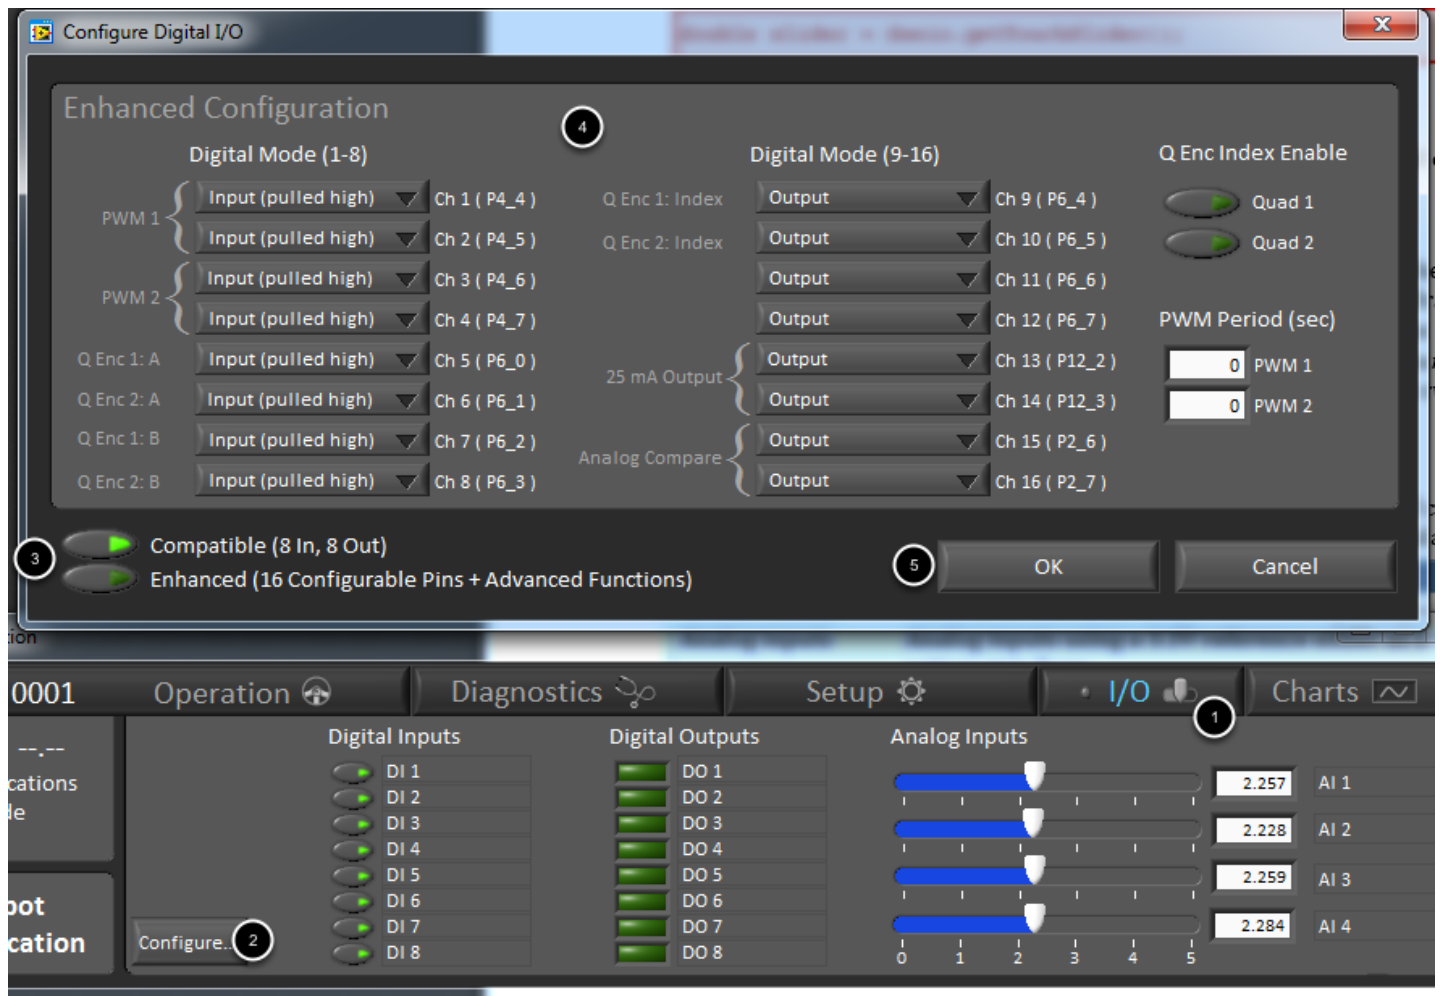 Configure Digital I/O
x
Enhanced Configuration
4
Digital Mode (1-8)
Digital Mode (9-16)
Q Enc Index Enable
PWM 1
Input (pulled high) Ch 1 ( P4_4 )
Q Enc 1: Index Output Ch 9 ( P6_4 )
Quad 1
Input (pulled high) Ch 2 ( P4_5 )
Q Enc 2: Index Output Ch 10 ( P6_5 )
Quad 2
PWM 2
Input (pulled high) Ch 3 ( P4_6 )
Output Ch 11 ( P6_6 )
Input (pulled high) Ch 4 ( P4_7 )
Output Ch 12 ( P6_7 )
PWM Period (sec)
Q Enc 1: A Input (pulled high) Ch 5 ( P6_0 )
25 mA Output
Output Ch 13 ( P12_2 )
0 PWM 1
Q Enc 2: A Input (pulled high) Ch 6 ( P6_1 )
Output Ch 14 ( P12_3 )
0 PWM 2
Q Enc 1: B Input (pulled high) Ch 7 ( P6_2 )
Analog Compare
Output Ch 15 ( P2_6 )
Q Enc 2: B Input (pulled high) Ch 8 ( P6_3 )
Output Ch 16 ( P2_7 )
3
Compatible (8 In, 8 Out)
Enhanced (16 Configurable Pins + Advanced Functions)
5
OK
Cancel
tion
0001
Operation
Diagnostics
Setup
I/O
1
Charts
--.--
cations
de
bot
cation
Configure..
2
Digital Inputs
Digital Outputs
Analog Inputs
DI 1 DO 1 2.257 AI 1
DI 2 DO 2
DI 3 DO 3 2.228 AI 2
DI 4 DO 4
DI 5 DO 5 2.259 AI 3
DI 6 DO 6
DI 7 DO 7 2.284 AI 4
DI 8 DO 8
0 1 2 3 4 5